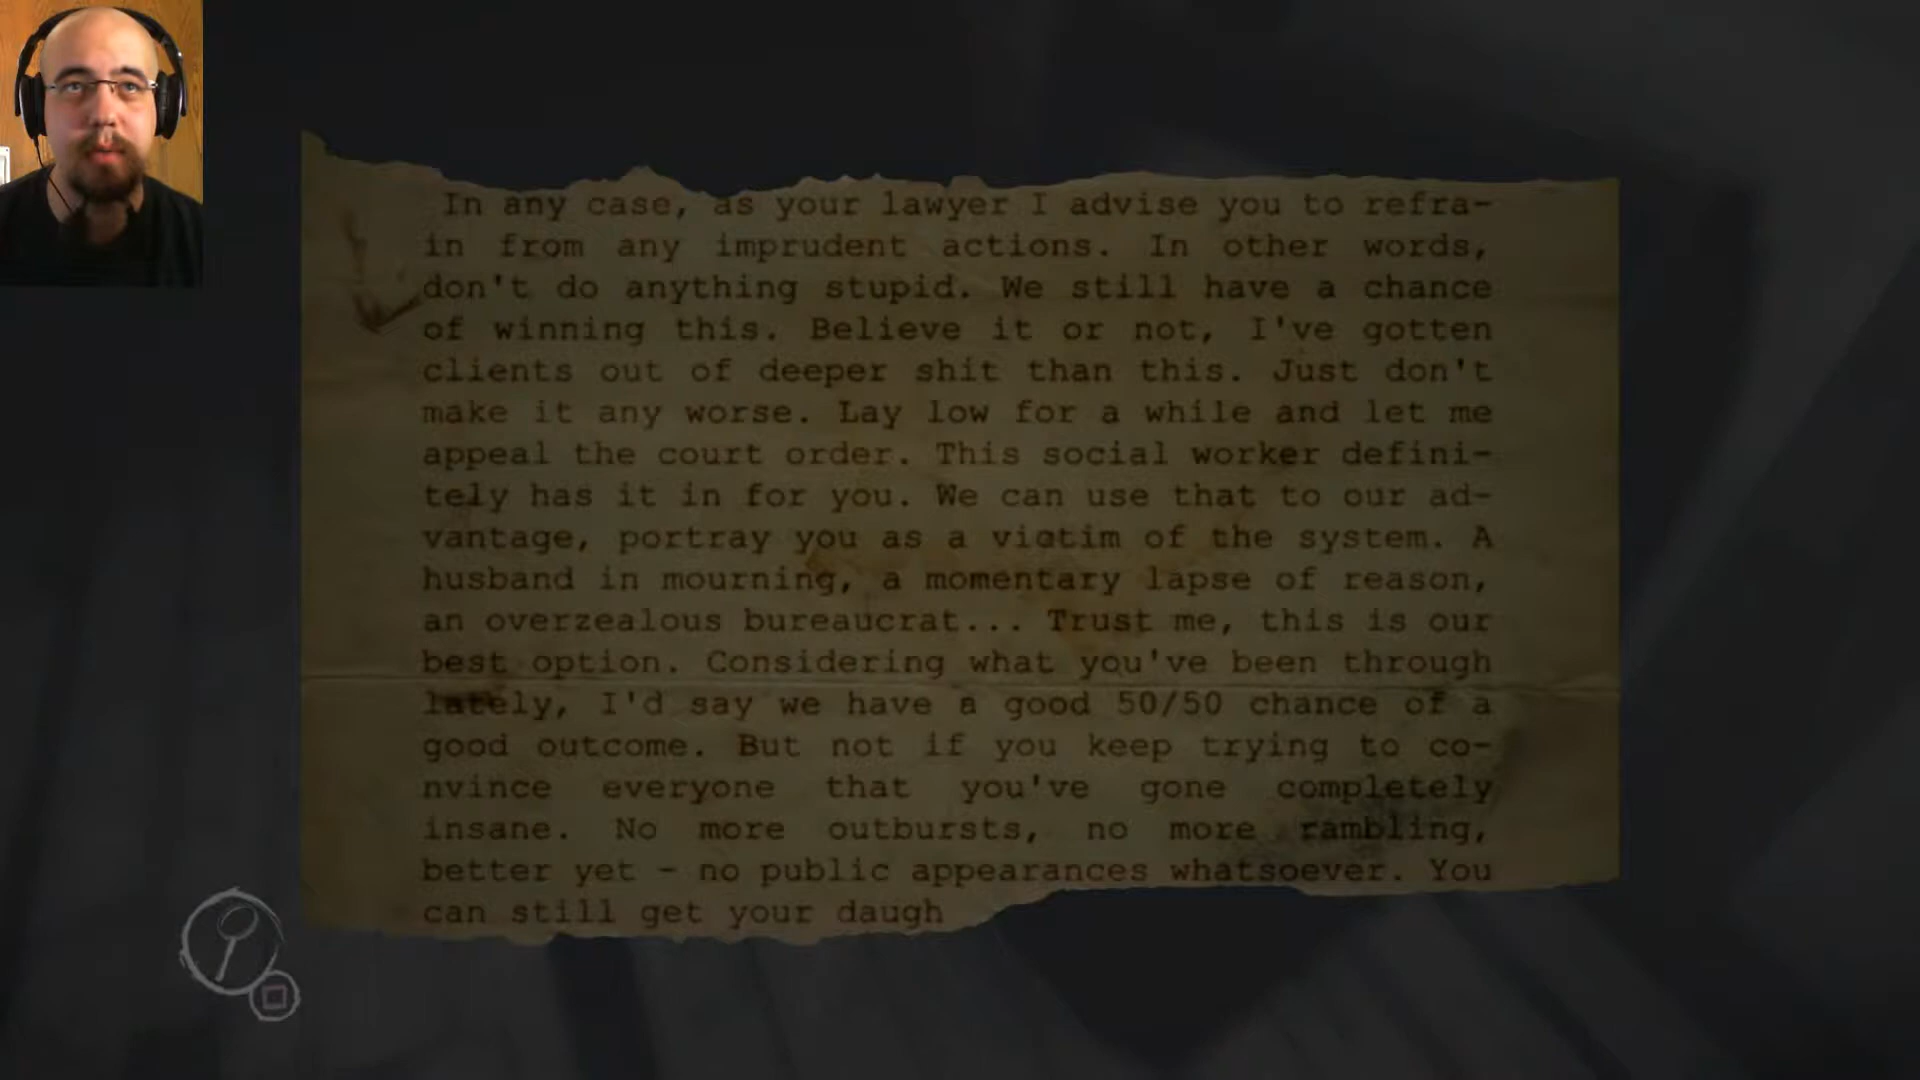 In any case, as your lawyer I advise you to refra-
in from any imprudent actions. In other words,
don't do anything stupid. We still have a chance
of winning this. Believe it or not, I've gotten
clients out of deeper shit than this. Just don't
make it any worse. Lay low for a while and let me
appeal the court order. This social worker defini-
tely has it in for you. We can use that to our ad-
vantage, portray you as a victim of the system. A
husband in mourning, a momentary lapse of reason,
an overzealous bureaucrat... Trust me, this is our
best option. Considering what you've been through
lately, I'd say we have a good 50/50 chance of a
good outcome. But not if you keep trying to co-
nvince everyone that you've gone completely
insane. No more outbursts, no more rambling,
better yet - no public appearances whatsoever. You
can still get your daugh